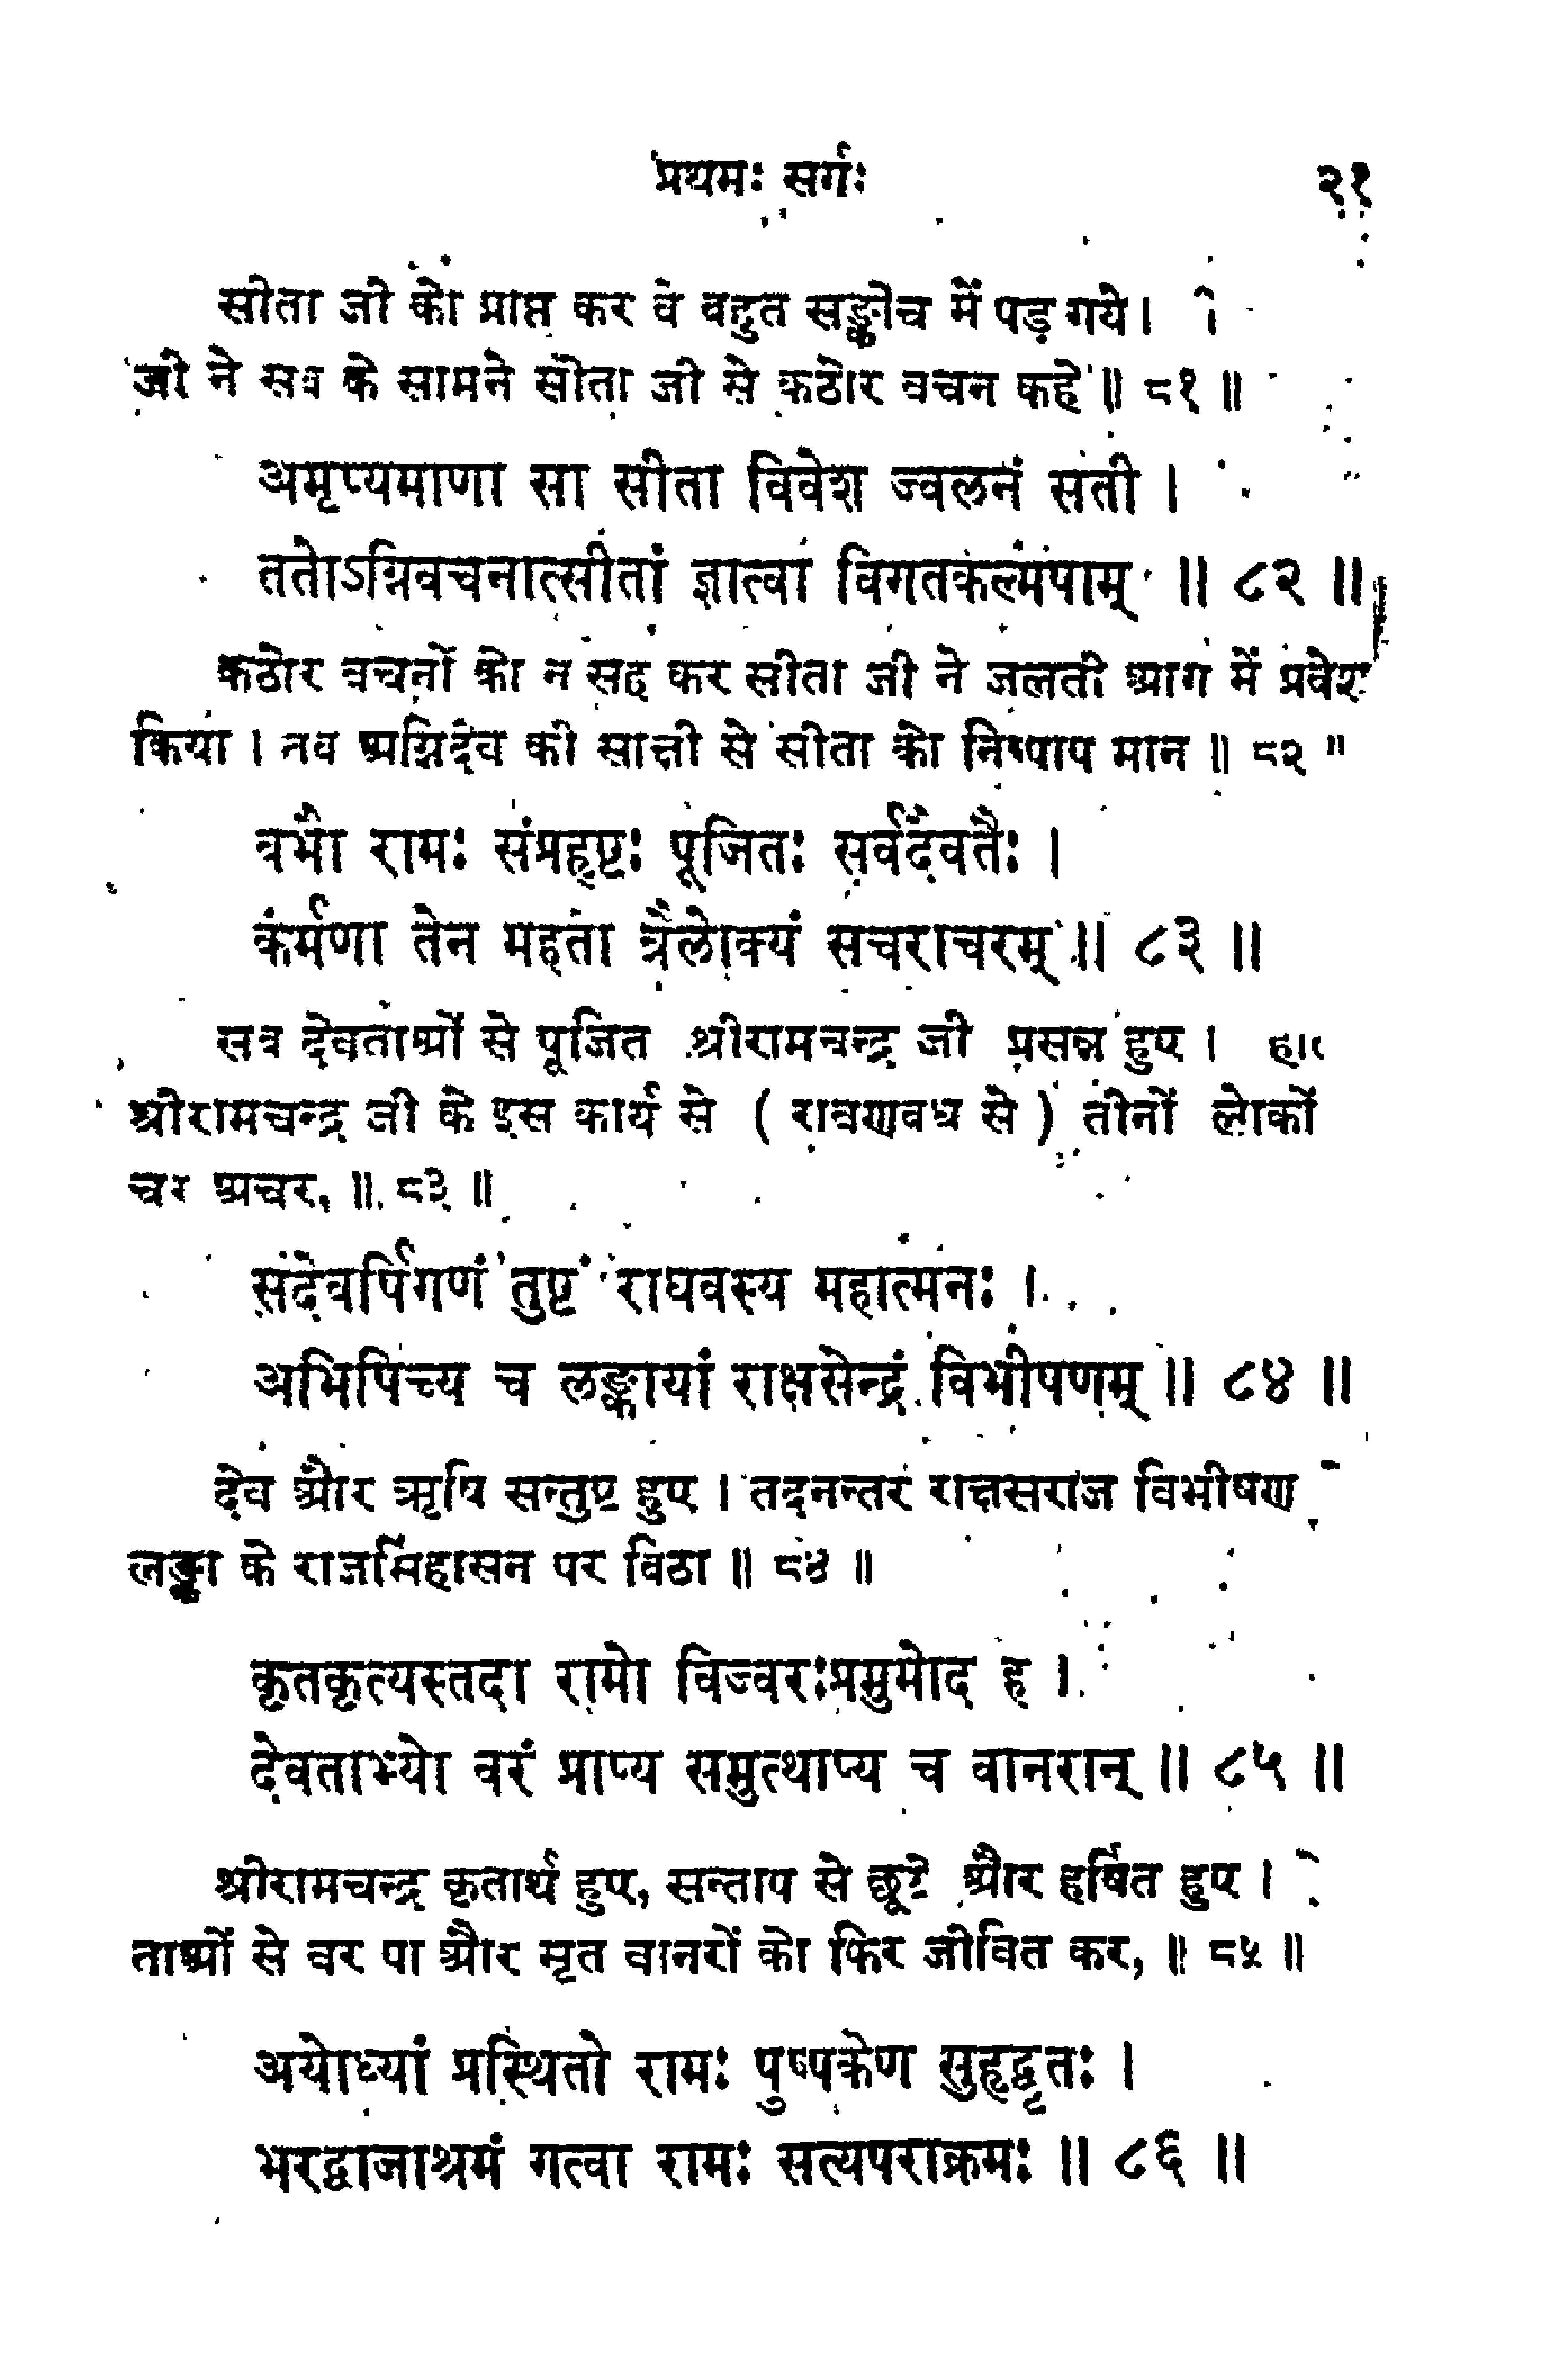 प्रथमः सर्गः २१
सीता जी को प्राप्त कर वे बहुत सङ्कोच में पड़ गये।
जी ने सब के सामने सीता जी से कठोर वचन कहे ॥ ८१ ॥
अमृष्यमाणा सा सीता विवेश ज्वलनं सती ।
ततोऽग्निवचनात्सीतां ज्ञात्वा विगतकल्मषाम् ॥ ८२ ॥
कठोर वचनों को न सह कर सीता जी ने जलती आग में प्रवेश
किया । तब अग्निदेव की साक्षी से सीता को निष्पाप मान ॥ ८२ ॥
बभौ रामः संप्रहृष्टः पूजितः सर्वदैवतैः ।
कर्मणा तेन महता त्रैलोक्यं सचराचरम् ॥ ८३ ॥
सब देवताओं से पूजित श्रीरामचन्द्र जी प्रसन्न हुए ।
श्रीरामचन्द्र जी के इस कार्य से ( रावणवध से ) तीनों लोकों
चर अचर, ॥ ८३ ॥
सदेवर्षिगणं तुष्टं राघवस्य महात्मनः ।
अभिषिच्य च लङ्कायां राक्षसेन्द्रं विभीषणम् ॥ ८४ ॥
देव और ऋषि सन्तुष्ट हुए । तदनन्तर राक्षसराज विभीषण
लङ्का के राजसिंहासन पर बिठा ॥ ८४ ॥
कृतकृत्यस्तदा रामो विज्वरःप्रमुमोद ह ।
देवताभ्यो वरं प्राप्य समुत्थाप्य च वानरान् ॥ ८५ ॥
श्रीरामचन्द्र कृतार्थ हुए, सन्ताप से छूटे और हर्षित हुए ।
ताओं से वर पा और मृत वानरों को फिर जीवित कर, ॥ ८५ ॥
अयोध्यां प्रस्थितो रामः पुष्पकेण सुहृद्वृतः ।
भरद्वाजाश्रमं गत्वा रामः सत्यपराक्रमः ॥ ८६ ॥